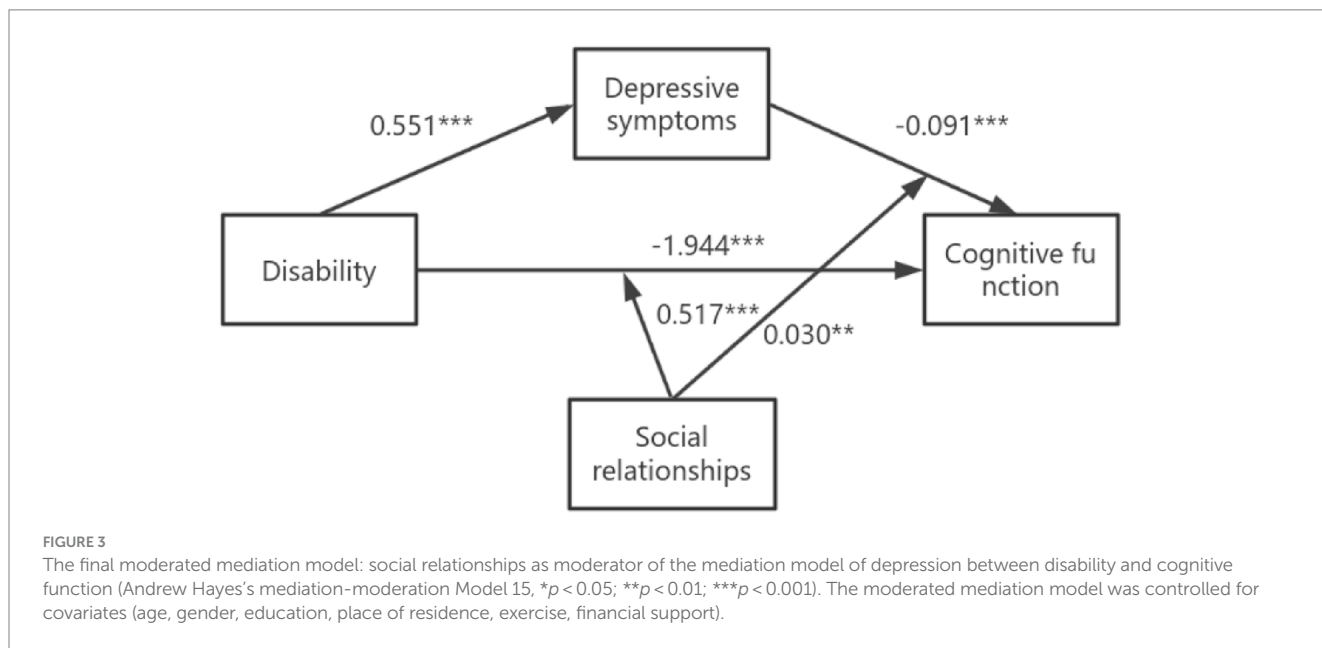 Depressive
symptoms
0.551***
-0.091***
-1.944***
Disability
Cognitive fu
nction
0.517***
0.030**
Social
relationships
FIGURE 3
The final moderated mediation model: social relationships as moderator of the mediation model of depression between disability and cognitive
function (Andrew Hayes’s mediation-moderation Model 15, *p < 0.05; **p < 0.01; ***p < 0.001). The moderated mediation model was controlled for
covariates (age, gender, education, place of residence, exercise, financial support).